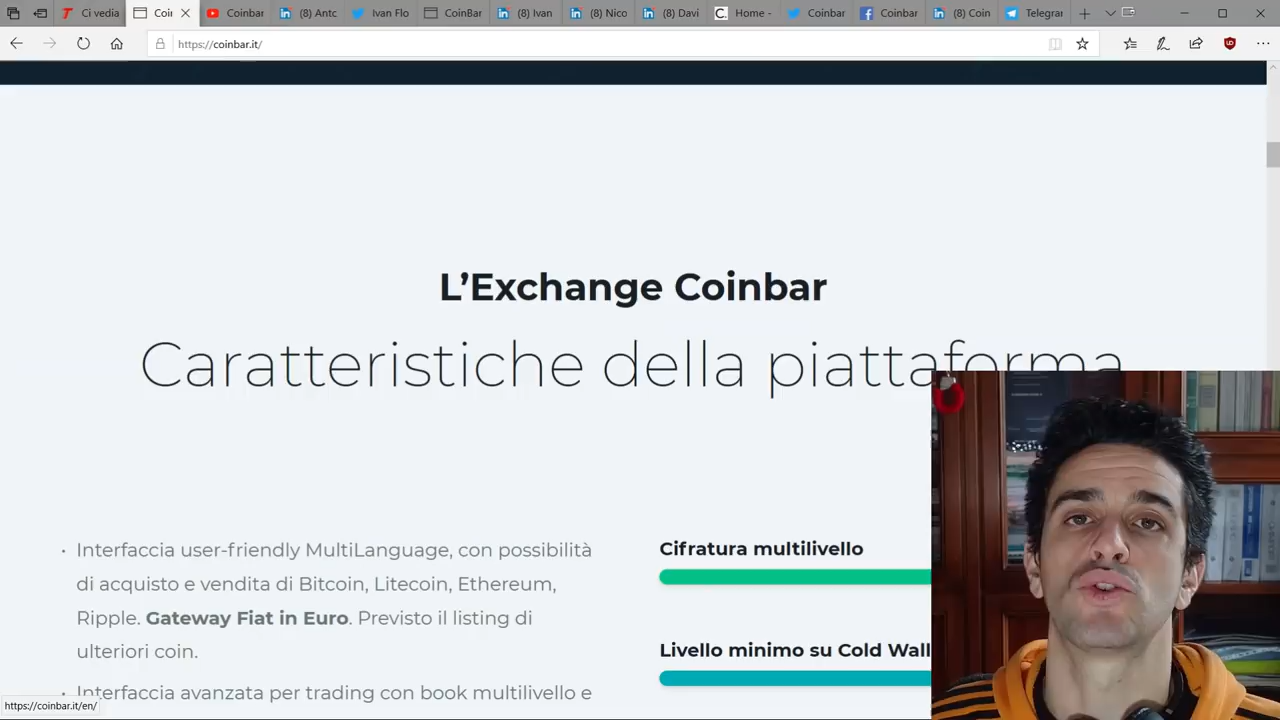 Ci vedia
Coin
Coinbar
(8) Antc
Ivan Flo
CoinBar
(8) Ivan
(8) Nico
(8) Davi
Home -
Coinbar
Coinbar
(8) Coin
Telegrar
https://coinbar.it/
L’Exchange Coinbar
Caratteristiche della piattaforma
Interfaccia user-friendly MultiLanguage, con possibilità
di acquisto e vendita di Bitcoin, Litecoin, Ethereum,
Ripple. Gateway Fiat in Euro. Previsto il listing di
ulteriori coin.
Interfaccia avanzata per trading con book multilivello e
Cifratura multilivello
Livello minimo su Cold Wall
https://coinbar.it/en/